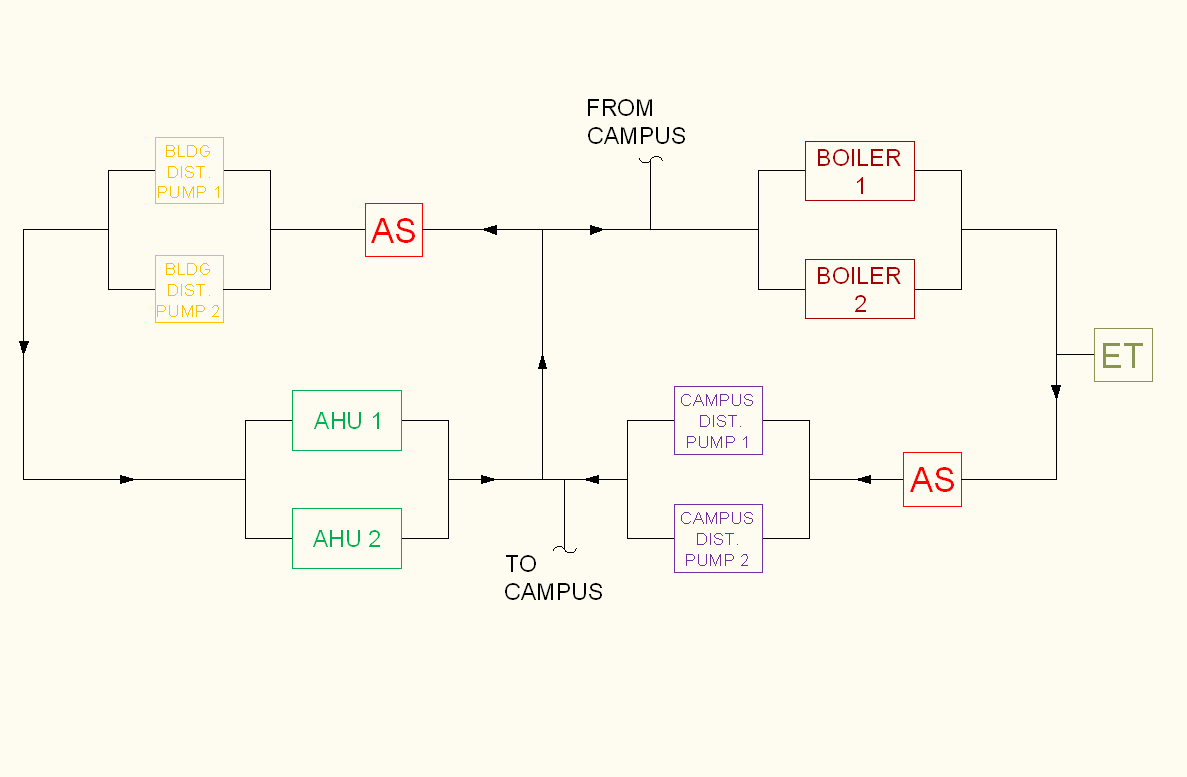 FROM
CAMPUS
BLDG
DIST.
PUMP 1
BOILER
1
AS
BLDG
DIST.
PUMP 2
BOILER
2
ET
AHU 1
CAMPUS
DIST.
PUMP 1
AS
AHU 2
CAMPUS
DIST.
PUMP 2
TO
CAMPUS